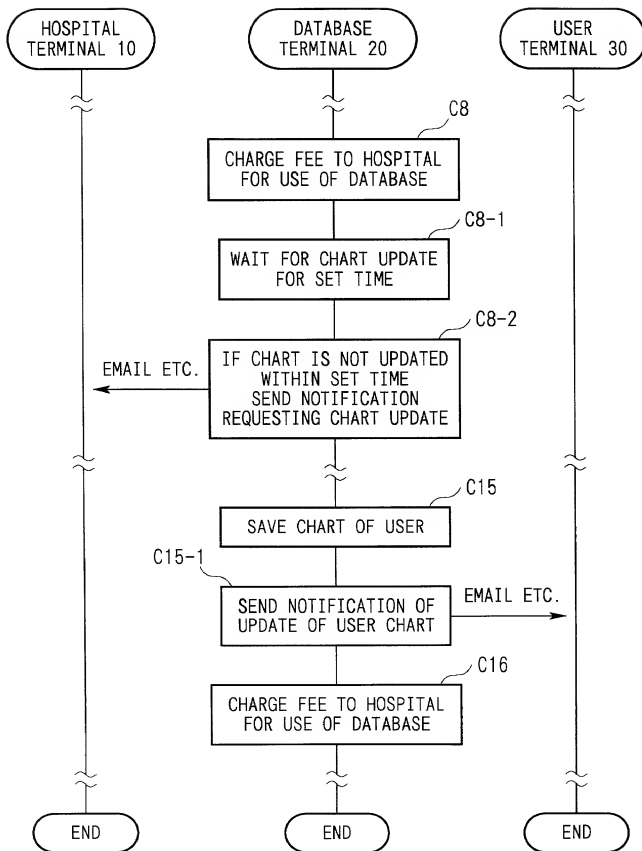 HOSPITAL
TERMINAL 10
DATABASE
TERMINAL 20
USER
TERMINAL 30
C8
CHARGE FEE TO HOSPITAL
FOR USE OF DATABASE
C8-1
WAIT FOR CHART UPDATE
FOR SET TIME
C8-2
EMAIL ETC.
IF CHART IS NOT UPDATED
WITHIN SET TIME
SEND NOTIFICATION
REQUESTING CHART UPDATE
C15
SAVE CHART OF USER
C15-1
SEND NOTIFICATION OF
UPDATE OF USER CHART
EMAIL ETC.
C16
CHARGE FEE TO HOSPITAL
FOR USE OF DATABASE
END
END
END